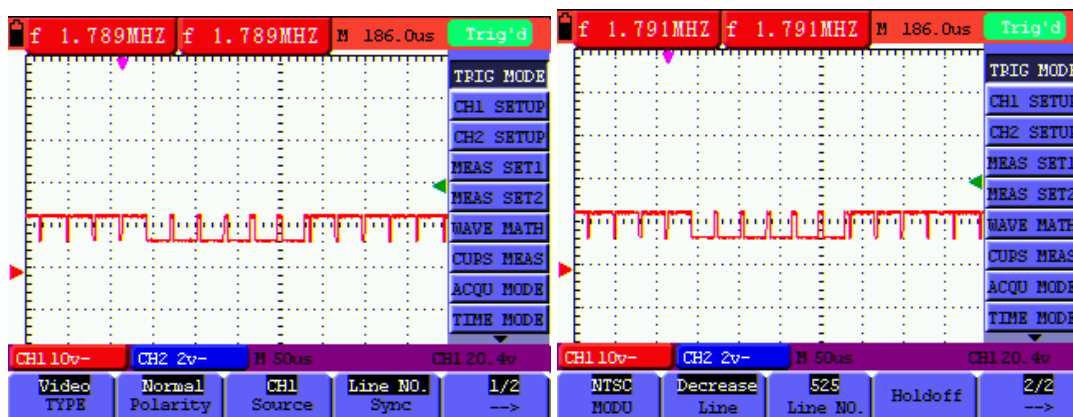 f 1.789MHZ f 1.789MHZ M 186.0us Trig'd
TRIG MODE
CH1 SETUP
CH2 SETUP
MEAS SET1
MEAS SET2
WAVE MATH
CURS MEAS
ACQU MODE
TIME MODE
CH1 10v- CH2 2v- M 50us CH1 20.4v
Video Normal CH1 Line NO. 1/2
TYPE Polarity Source Sync -->
f 1.791MHZ f 1.791MHZ M 186.0us Trig'd
TRIG MODE
CH1 SETUP
CH2 SETUP
MEAS SET1
MEAS SET2
WAVE MATH
CURS MEAS
ACQU MODE
TIME MODE
CH1 10v- CH2 2v- M 50us CH1 20.4v
NTSC Decrease 525 Holdoff 2/2
MODU Line Line NO. -->